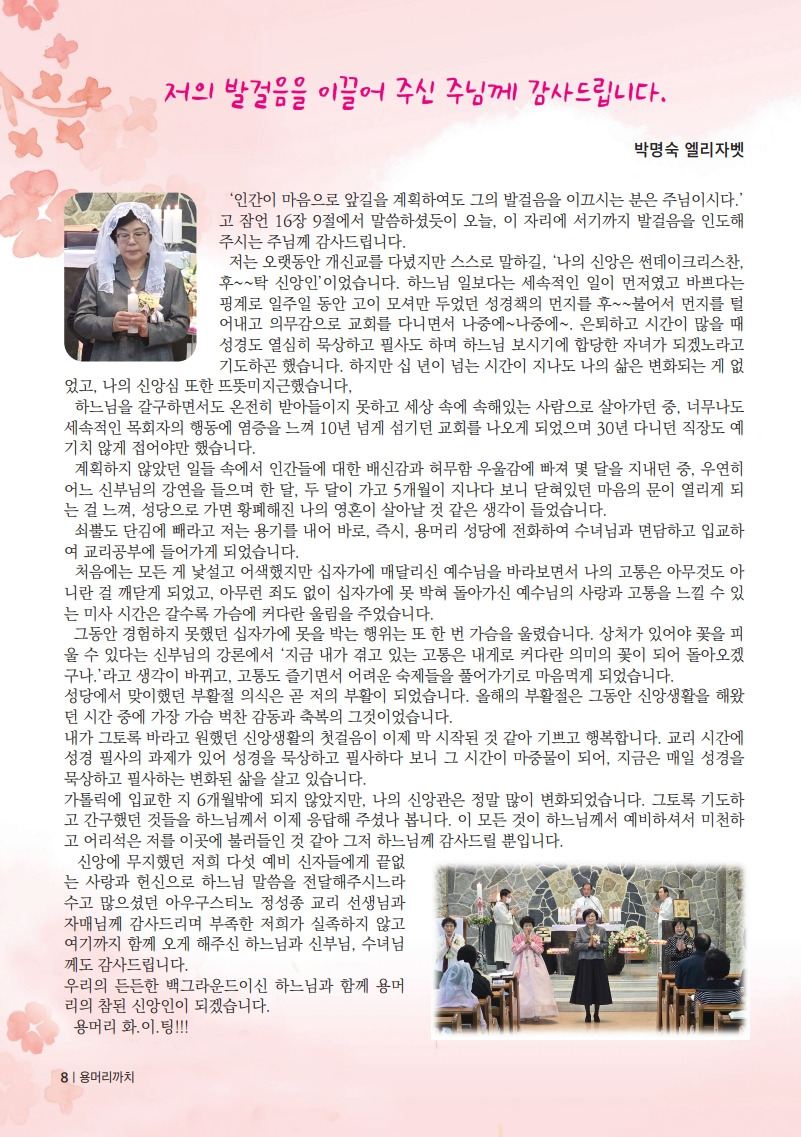 저의 발걸음을 이끌어 주신 주님께 감사드립니다.
박명숙 엘리자벳
'인간이 마음으로 앞길을 계획하여도 그의 발걸음을 이끄시는 분은 주님이시다.'
고 잠언 16장 9절에서 말씀하셨듯이 오늘, 이 자리에 서기까지 발걸음을 인도해
주시는 주님께 감사드립니다.
저는 오랫동안 개신교를 다녔지만 스스로 말하길, '나의 신앙은 썬데이크리스찬,
후~~탁 신앙인'이었습니다. 하느님 일보다는 세속적인 일이 먼저였고 바쁘다는
핑계로 일주일 동안 고이 모셔만 두었던 성경책의 먼지를 후~~불어서 먼지를 털
어내고 의무감으로 교회를 다니면서 나중에~나중에~. 은퇴하고 시간이 많을 때
성경도 열심히 묵상하고 필사도 하며 하느님 보시기에 합당한 자녀가 되겠노라고
기도하곤 했습니다. 하지만 십 년이 넘는 시간이 지나도 나의 삶은 변화되는 게 없
었고, 나의 신앙심 또한 뜨뜻미지근했습니다,
하느님을 갈구하면서도 온전히 받아들이지 못하고 세상 속에 속해있는 사람으로 살아가던 중, 너무나도
세속적인 목회자의 행동에 염증을 느껴 10년 넘게 섬기던 교회를 나오게 되었으며 30년 다니던 직장도 예
기치 않게 접어야만 했습니다.
계획하지 않았던 일들 속에서 인간들에 대한 배신감과 허무함 우울감에 빠져 몇 달을 지내던 중, 우연히
어느 신부님의 강연을 들으며 한 달, 두 달이 가고 5개월이 지나다 보니 닫혀있던 마음의 문이 열리게 되
는 걸 느껴, 성당으로 가면 황폐해진 나의 영혼이 살아날 것 같은 생각이 들었습니다.
쇠뿔도 단김에 빼라고 저는 용기를 내어 바로, 즉시, 용머리 성당에 전화하여 수녀님과 면담하고 입교하
여 교리공부에 들어가게 되었습니다.
처음에는 모든 게 낯설고 어색했지만 십자가에 매달리신 예수님을 바라보면서 나의 고통은 아무것도 아
니란 걸 깨닫게 되었고, 아무런 죄도 없이 십자가에 못 박혀 돌아가신 예수님의 사랑과 고통을 느낄 수 있
는 미사 시간은 갈수록 가슴에 커다란 울림을 주었습니다.
그동안 경험하지 못했던 십자가에 못을 박는 행위는 또 한 번 가슴을 울렸습니다. 상처가 있어야 꽃을 피
울 수 있다는 신부님의 강론에서 '지금 내가 겪고 있는 고통은 내게로 커다란 의미의 꽃이 되어 돌아오겠
구나.'라고 생각이 바뀌고, 고통도 즐기면서 어려운 숙제들을 풀어가기로 마음먹게 되었습니다.
성당에서 맞이했던 부활절 의식은 곧 저의 부활이 되었습니다. 올해의 부활절은 그동안 신앙생활을 해왔
던 시간 중에 가장 가슴 벅찬 감동과 축복의 그것이었습니다.
내가 그토록 바라고 원했던 신앙생활의 첫걸음이 이제 막 시작된 것 같아 기쁘고 행복합니다. 교리 시간에
성경 필사의 과제가 있어 성경을 묵상하고 필사하다 보니 그 시간이 마중물이 되어, 지금은 매일 성경을
묵상하고 필사하는 변화된 삶을 살고 있습니다.
가톨릭에 입교한 지 6개월밖에 되지 않았지만, 나의 신앙관은 정말 많이 변화되었습니다. 그토록 기도하
고 간구했던 것들을 하느님께서 이제 응답해 주셨나 봅니다. 이 모든 것이 하느님께서 예비하셔서 미천하
고 어리석은 저를 이곳에 불러들인 것 같아 그저 하느님께 감사드릴 뿐입니다.
신앙에 무지했던 저희 다섯 예비 신자들에게 끝없
는 사랑과 헌신으로 하느님 말씀을 전달해주시느라
수고 많으셨던 아우구스티노 정성종 교리 선생님과
자매님께 감사드리며 부족한 저희가 실족하지 않고
여기까지 함께 오게 해주신 하느님과 신부님, 수녀님
께도 감사드립니다.
우리의 든든한 백그라운드이신 하느님과 함께 용머
리의 참된 신앙인이 되겠습니다.
용머리 화.이.팅!!!
8 | 용머리까치